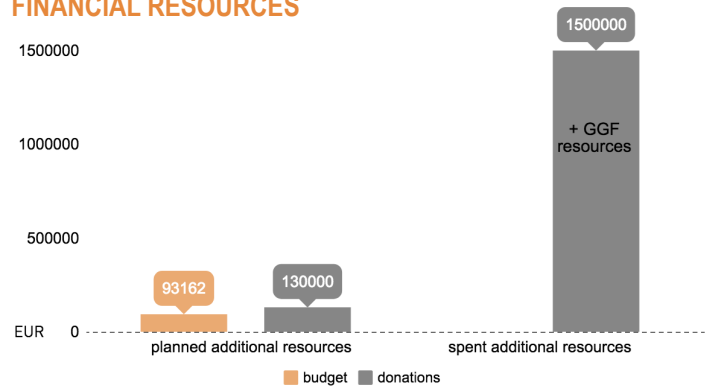 FINANCIAL RESOURCES
1500000
1500000
+ GGF
resources
1000000
500000
93162
130000
EUR 0
planned additional resources
spent additional resources
budget
donations